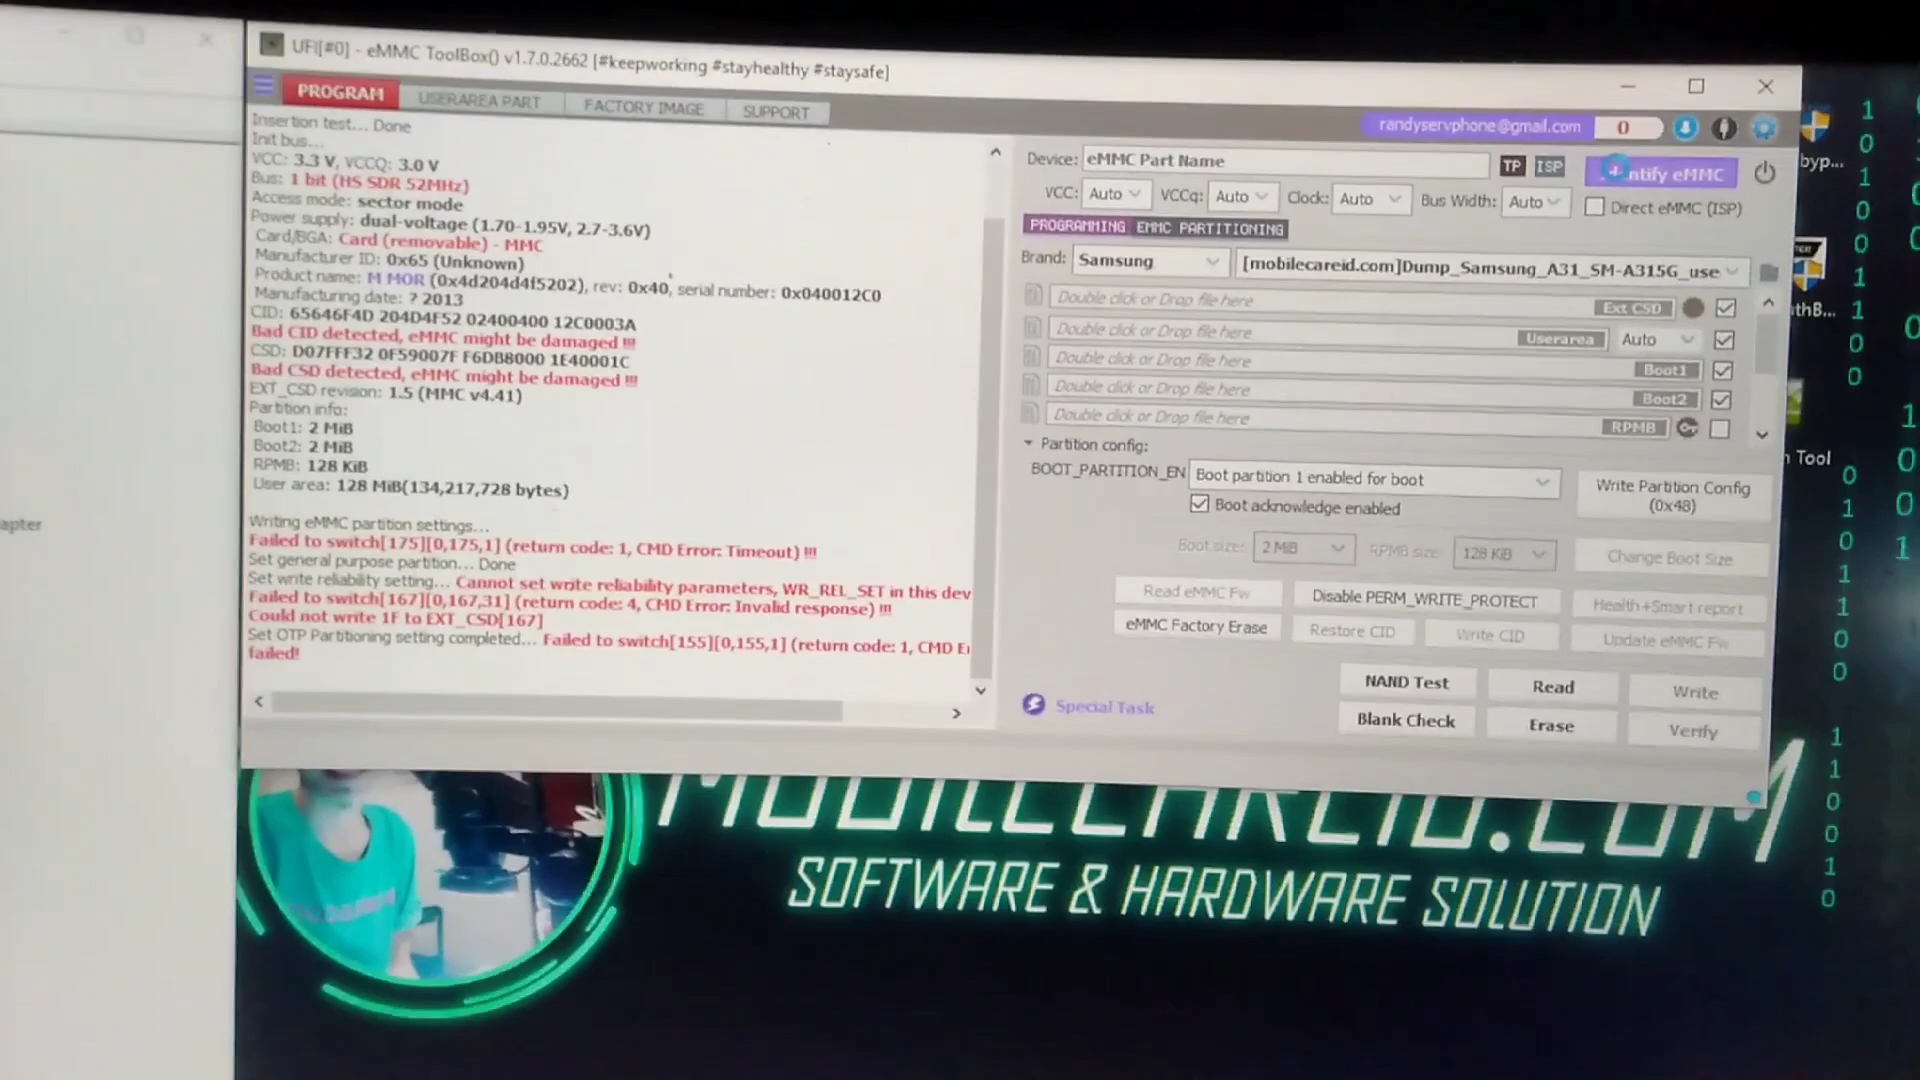 UFI[#0] - eMMC ToolBox() v1.7.0.2662 [#keepworking #stayhealthy #staysafe]
PROGRAM
USERAREA PART
FACTORY IMAGE
SUPPORT
randyservphone@gmail.com
0
Insertion test... Done
Init bus...
VCC: 3.3 V, VCCQ: 3.0 V
Bus: 1 bit (HS SDR 52MHz)
Access mode: sector mode
Power supply: dual-voltage (1.70-1.95V, 2.7-3.6V)
Card/BGA: Card (removable) - MMC
Manufacturer ID: 0x65 (Unknown)
Product name: M MOR (0x4d204d4f5202), rev: 0x40, serial number: 0x040012C0
Manufacturing date: ? 2013
CID: 65646F4D 204D4F52 02400400 12C0003A
Bad CID detected, eMMC might be damaged !!!
CSD: D07FFF32 0F59007F F6DB8000 1E40001C
Bad CSD detected, eMMC might be damaged !!!
EXT_CSD revision: 1.5 (MMC v4.41)
Partition info:
Boot1: 2 MiB
Boot2: 2 MiB
RPMB: 128 KiB
User area: 128 MiB(134,217,728 bytes)
Writing eMMC partition settings...
Failed to switch[175][0,175,1] (return code: 1, CMD Error: Timeout) !!!
Set general purpose partition... Done
Set write reliability setting... Cannot set write reliability parameters, WR_REL_SET in this dev
Failed to switch[167][0,167,31] (return code: 4, CMD Error: Invalid response) !!!
Could not write 1F to EXT_CSD[167]
Set OTP Partitioning setting completed... Failed to switch[155][0,155,1] (return code: 1, CMD E
failed!
Device: eMMC Part Name
TP
ISP
ntify eMMC
VCC: Auto
VCCq: Auto
Clock: Auto
Bus Width: Auto
Direct eMMC (ISP)
PROGRAMMING
EMMC PARTITIONING
Brand: Samsung
[mobilecareid.com]Dump_Samsung_A31_SM-A315G_use
Double click or Drop file here
Ext CSD
Double click or Drop file here
Userarea
Auto
Double click or Drop file here
Boot1
Double click or Drop file here
Boot2
Double click or Drop file here
RPMB
Partition config:
BOOT_PARTITION_EN
Boot partition 1 enabled for boot
Write Partition Config
(0x48)
Boot acknowledge enabled
Boot size: 2 MiB
RPMB size: 128 KiB
Change Boot Size
Read eMMC Fw
Disable PERM_WRITE_PROTECT
Health+Smart report
eMMC Factory Erase
Restore CID
Write CID
Update eMMC Fw
Special Task
NAND Test
Read
Write
Blank Check
Erase
Verify
apter
byp...
thB...
Tool
MOBILECAREID.COM
SOFTWARE & HARDWARE SOLUTION